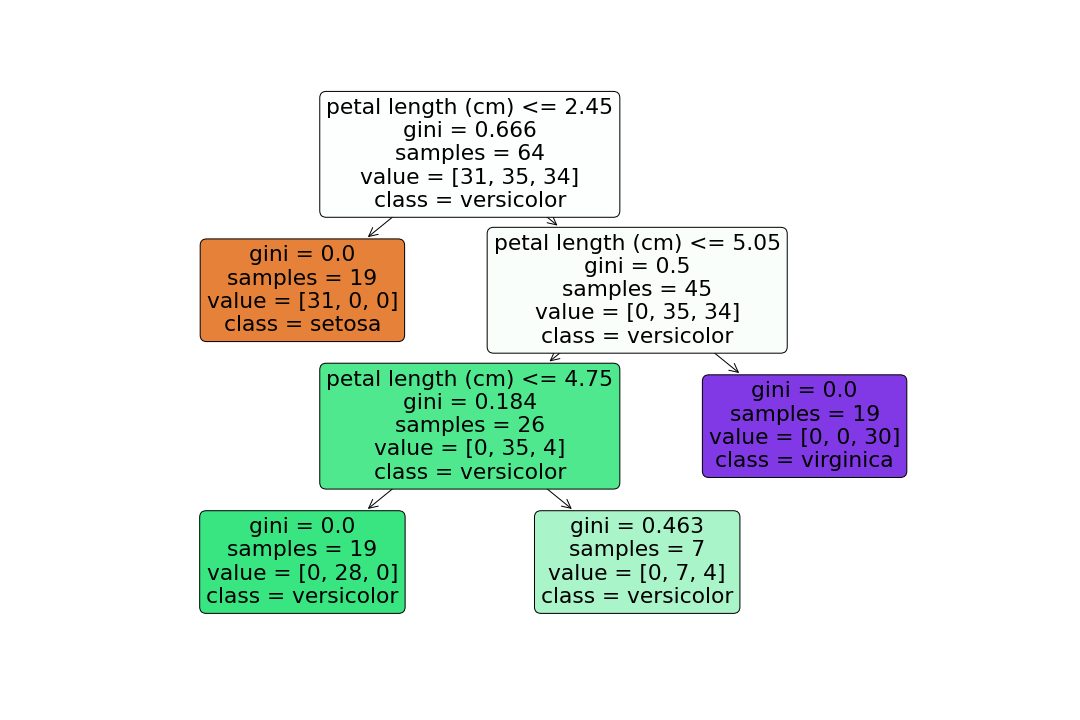 petal length (cm) <= 2.45
gini = 0.666
samples = 64
value = [31, 35, 34]
class = versicolor
gini = 0.0
samples = 19
value = [31, 0, 0]
class = setosa
petal length (cm) <= 5.05
gini = 0.5
samples = 45
value = [0, 35, 34]
class = versicolor
petal length (cm) <= 4.75
gini = 0.184
samples = 26
value = [0, 35, 4]
class = versicolor
gini = 0.0
samples = 19
value = [0, 0, 30]
class = virginica
gini = 0.0
samples = 19
value = [0, 28, 0]
class = versicolor
gini = 0.463
samples = 7
value = [0, 7, 4]
class = versicolor